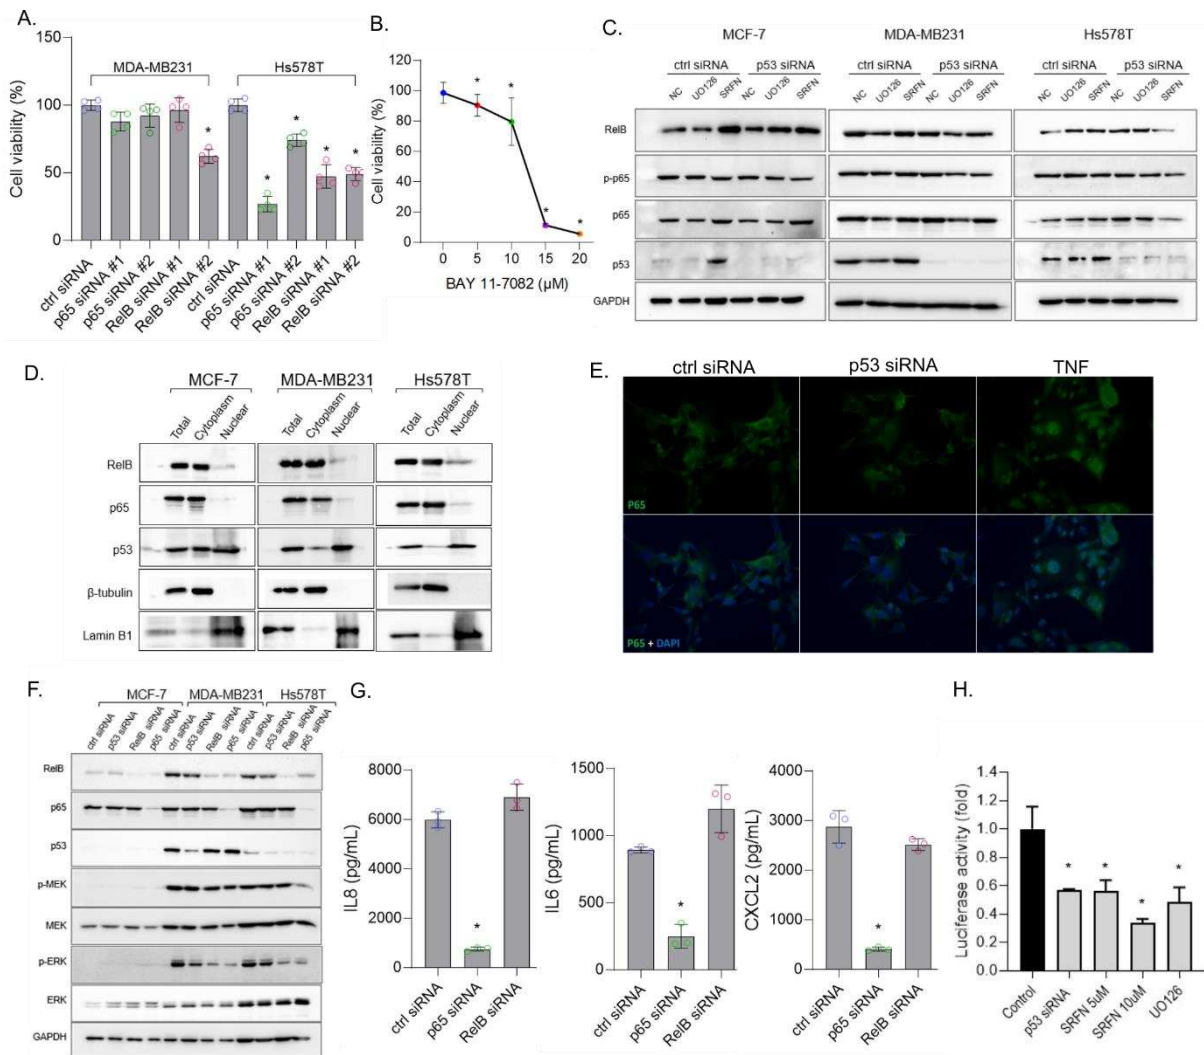 A.
Cell viability (%)
150
100
50
0
MDA-MB231
Hs578T
ctrl siRNA
p65 siRNA #1
p65 siRNA #2
RelB siRNA #1
RelB siRNA #2
ctrl siRNA
p65 siRNA #1
p65 siRNA #2
RelB siRNA #1
RelB siRNA #2
* * * * *
B.
Cell viability (%)
120
100
80
60
40
20
0
* * * *
0 5 10 15 20
BAY 11-7082 (µM)
C.
MCF-7 MDA-MB231 Hs578T
ctrl siRNA p53 siRNA ctrl siRNA p53 siRNA ctrl siRNA p53 siRNA
NC UO126 SRFN NC UO126 SRFN NC UO126 SRFN NC UO126 SRFN NC UO126 SRFN NC UO126 SRFN
RelB
p-p65
p65
p53
GAPDH
D.
MCF-7 MDA-MB231 Hs578T
Total Cytoplasm Nuclear Total Cytoplasm Nuclear Total Cytoplasm Nuclear
RelB
p65
p53
β-tubulin
Lamin B1
E.
ctrl siRNA p53 siRNA TNF
P65
P65 + DAPI
F.
MCF-7 MDA-MB231 Hs578T
ctrl siRNA p53 siRNA RelB siRNA p65 siRNA ctrl siRNA p53 siRNA RelB siRNA p65 siRNA ctrl siRNA p53 siRNA RelB siRNA p65 siRNA
RelB
p65
p53
p-MEK
MEK
p-ERK
ERK
GAPDH
G.
IL8 (pg/mL)
8000
6000
4000
2000
0
*
ctrl siRNA
p65 siRNA
RelB siRNA
IL6 (pg/mL)
1500
1000
500
0
*
ctrl siRNA
p65 siRNA
RelB siRNA
CXCL2 (pg/mL)
4000
3000
2000
1000
0
*
ctrl siRNA
p65 siRNA
RelB siRNA
H.
Luciferase activity (fold)
1.4
1.2
1.0
0.8
0.6
0.4
0.2
0.0
* * * *
Control
p53 siRNA
SRFN 5uM
SRFN 10uM
UO126